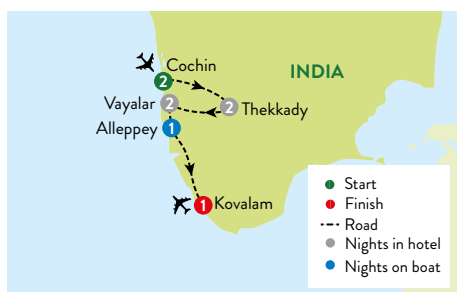 Cochin
2
INDIA
Vayalar 2
2 Thekkady
Alleppey 1
1 Kovalam
Start
Finish
Road
Nights in hotel
Nights on boat